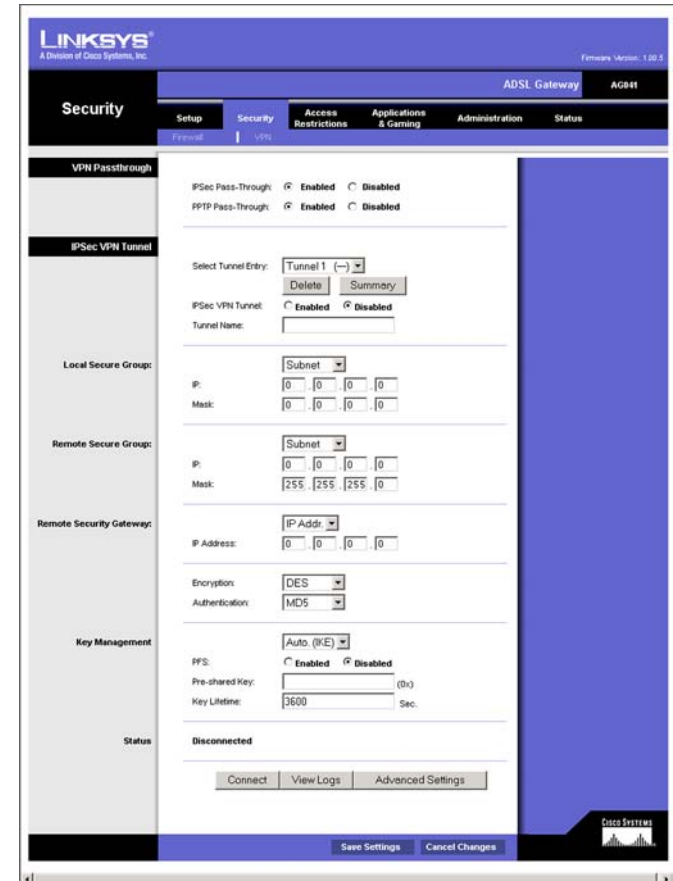 LINKSYS®
A Division of Cisco Systems, Inc.
Firmware Version: 1.00.5
ADSL Gateway AG041
Security
Setup Security Access Restrictions Applications & Gaming Administration Status
Firewall VPN
VPN Passthrough
IPSec Pass-Through: Enabled Disabled
PPTP Pass-Through: Enabled Disabled
IPSec VPN Tunnel
Select Tunnel Entry: Tunnel 1 (---)
Delete Summary
IPSec VPN Tunnel: Enabled Disabled
Tunnel Name:
Local Secure Group: Subnet
IP: 0 . 0 . 0 . 0
Mask: 0 . 0 . 0 . 0
Remote Secure Group: Subnet
IP: 0 . 0 . 0 . 0
Mask: 255 . 255 . 255 . 0
Remote Security Gateway: IP Addr.
IP Address: 0 . 0 . 0 . 0
Encryption: DES
Authentication: MD5
Key Management Auto. (IKE)
PFS: Enabled Disabled
Pre-shared Key: (0x)
Key Lifetime: 3600 Sec.
Status Disconnected
Connect View Logs Advanced Settings
Save Settings Cancel Changes
CISCO SYSTEMS